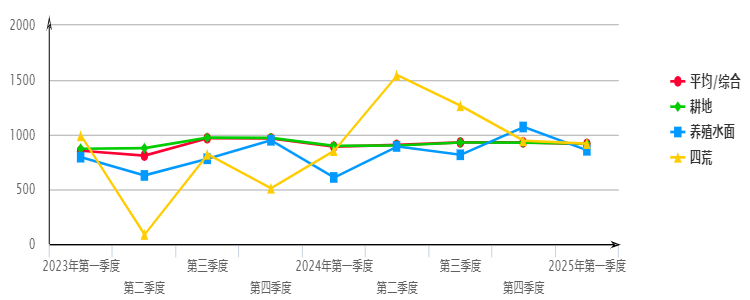 2000
1500
1000
500
0
2023年第一季度
第二季度
第三季度
第四季度
2024年第一季度
第二季度
第三季度
第四季度
2025年第一季度
平均/综合
耕地
养殖水面
四荒